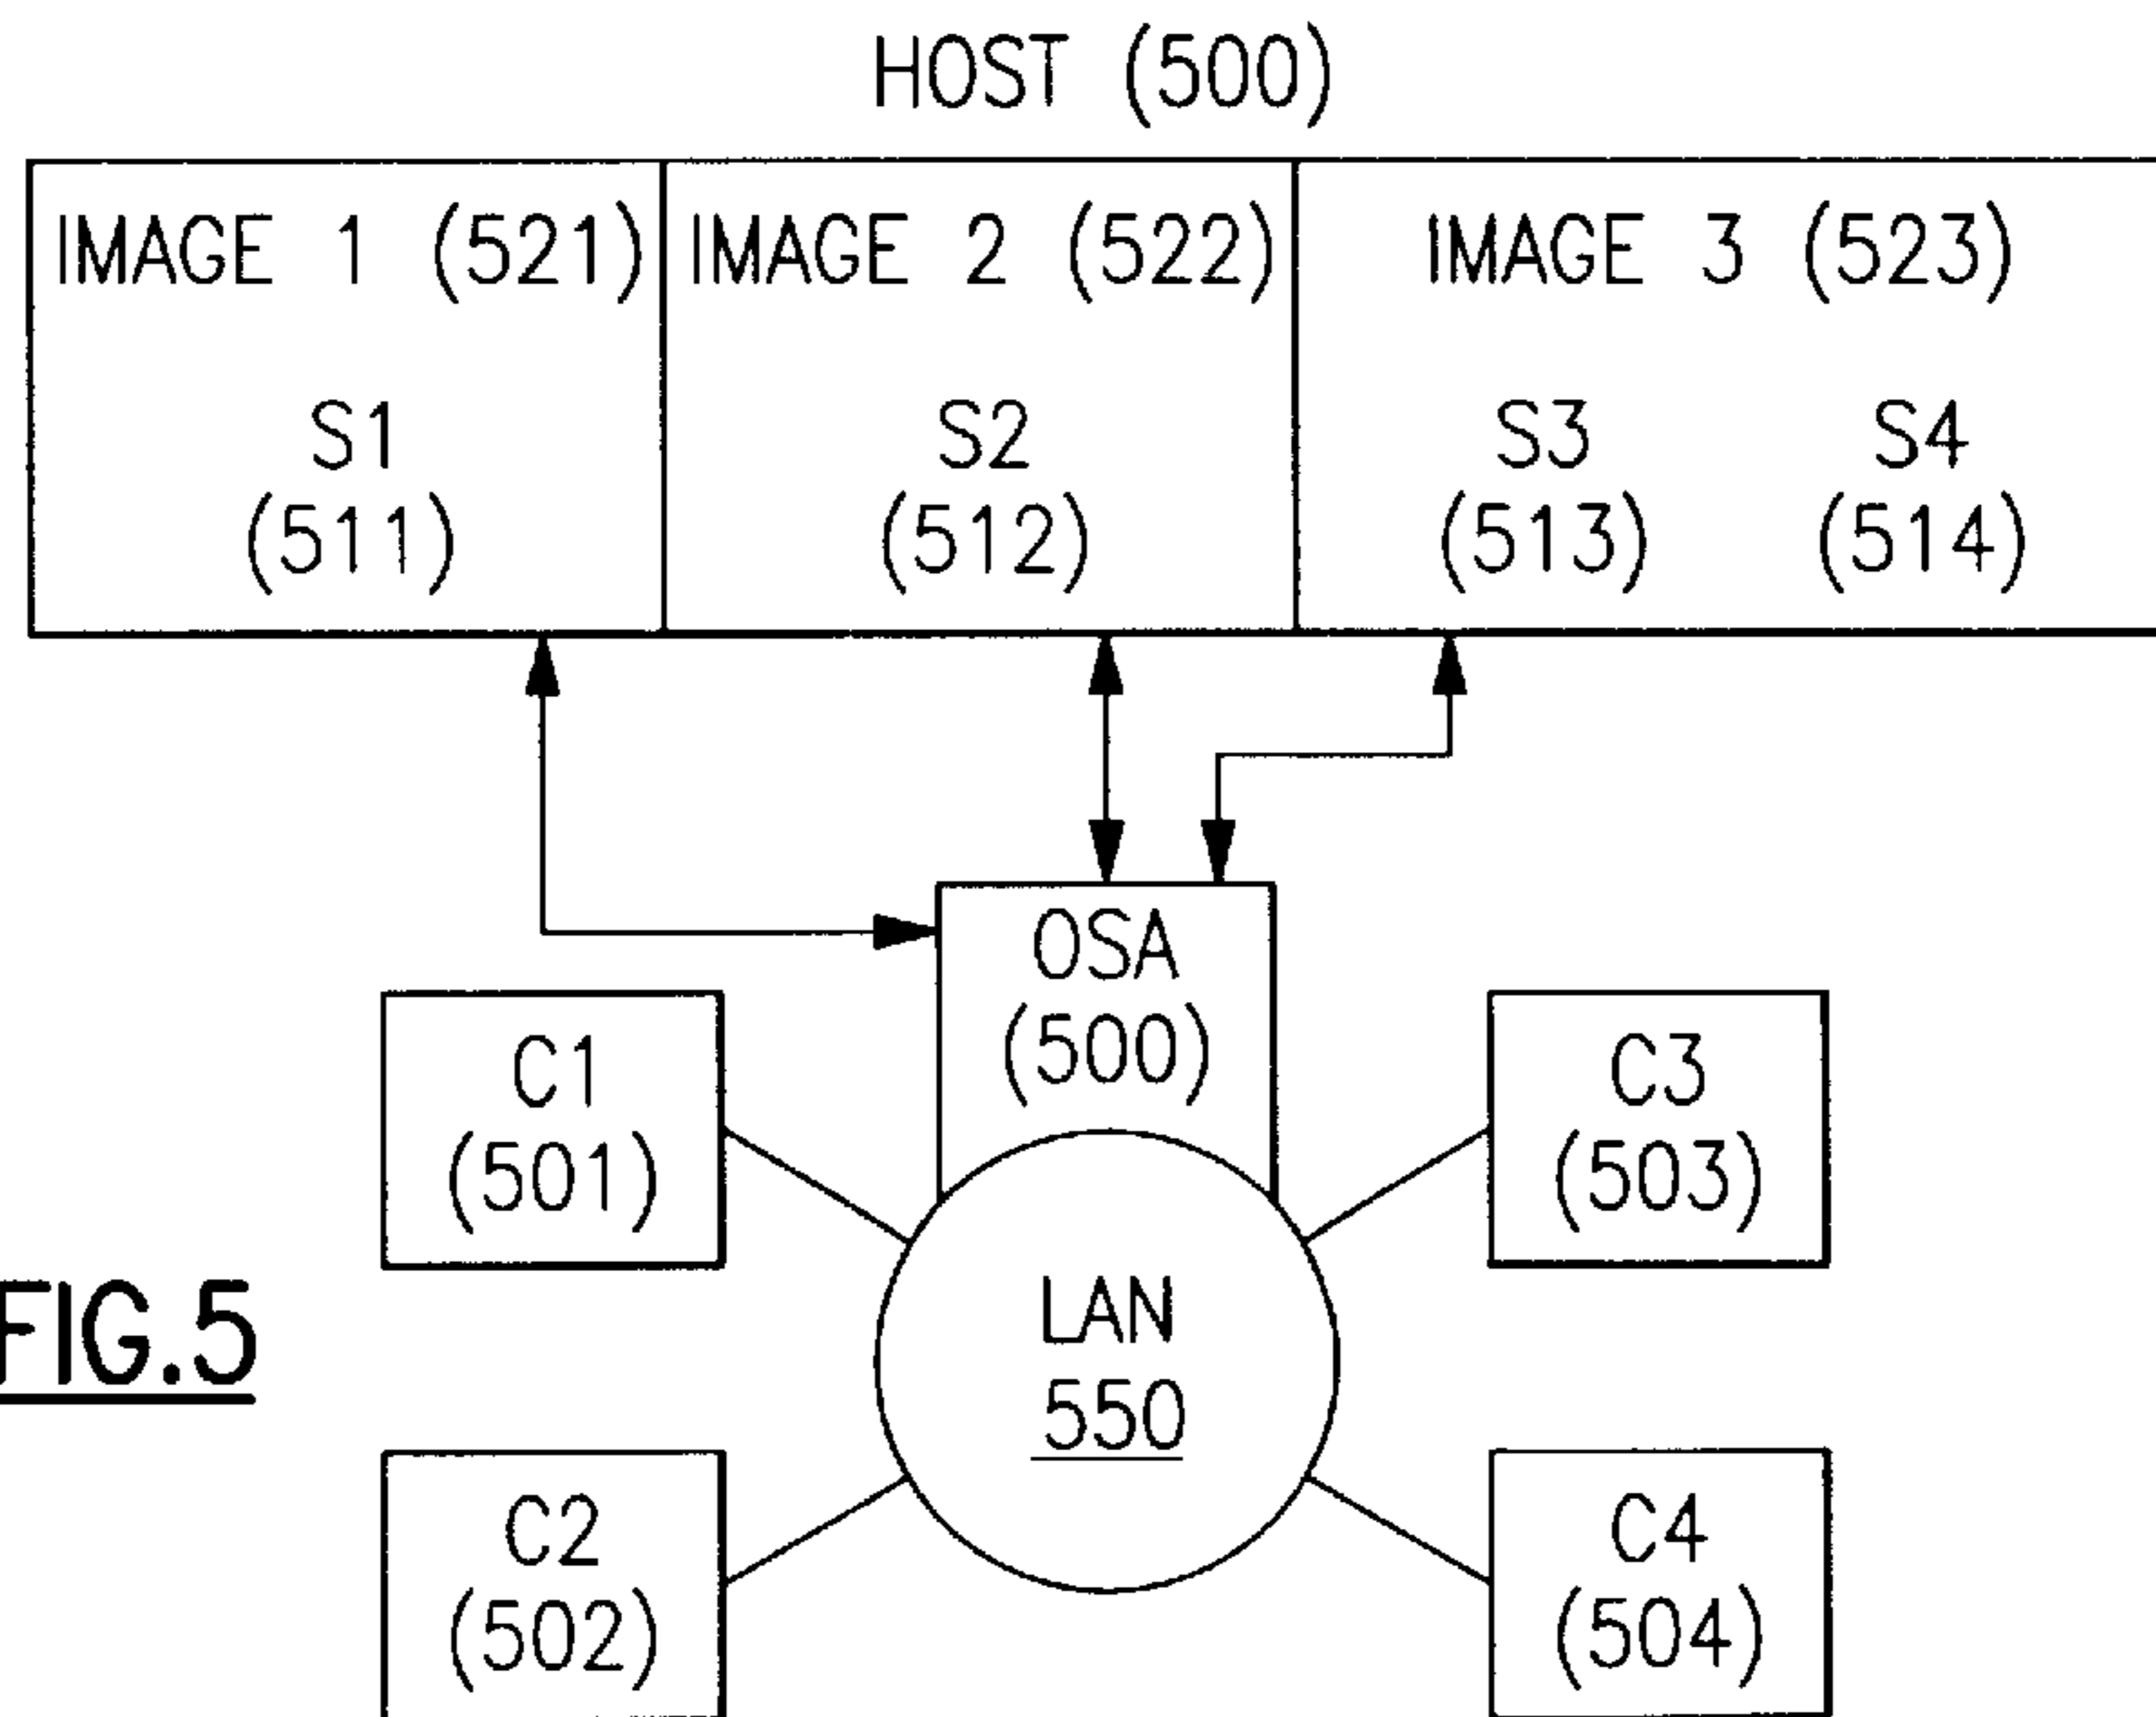 HOST (500)
IMAGE 1 (521)
S1
(511)
IMAGE 2 (522)
S2
(512)
IMAGE 3 (523)
S3
(513)
S4
(514)
OSA
(500)
C1
(501)
C3
(503)
LAN
550
FIG.5
C2
(502)
C4
(504)